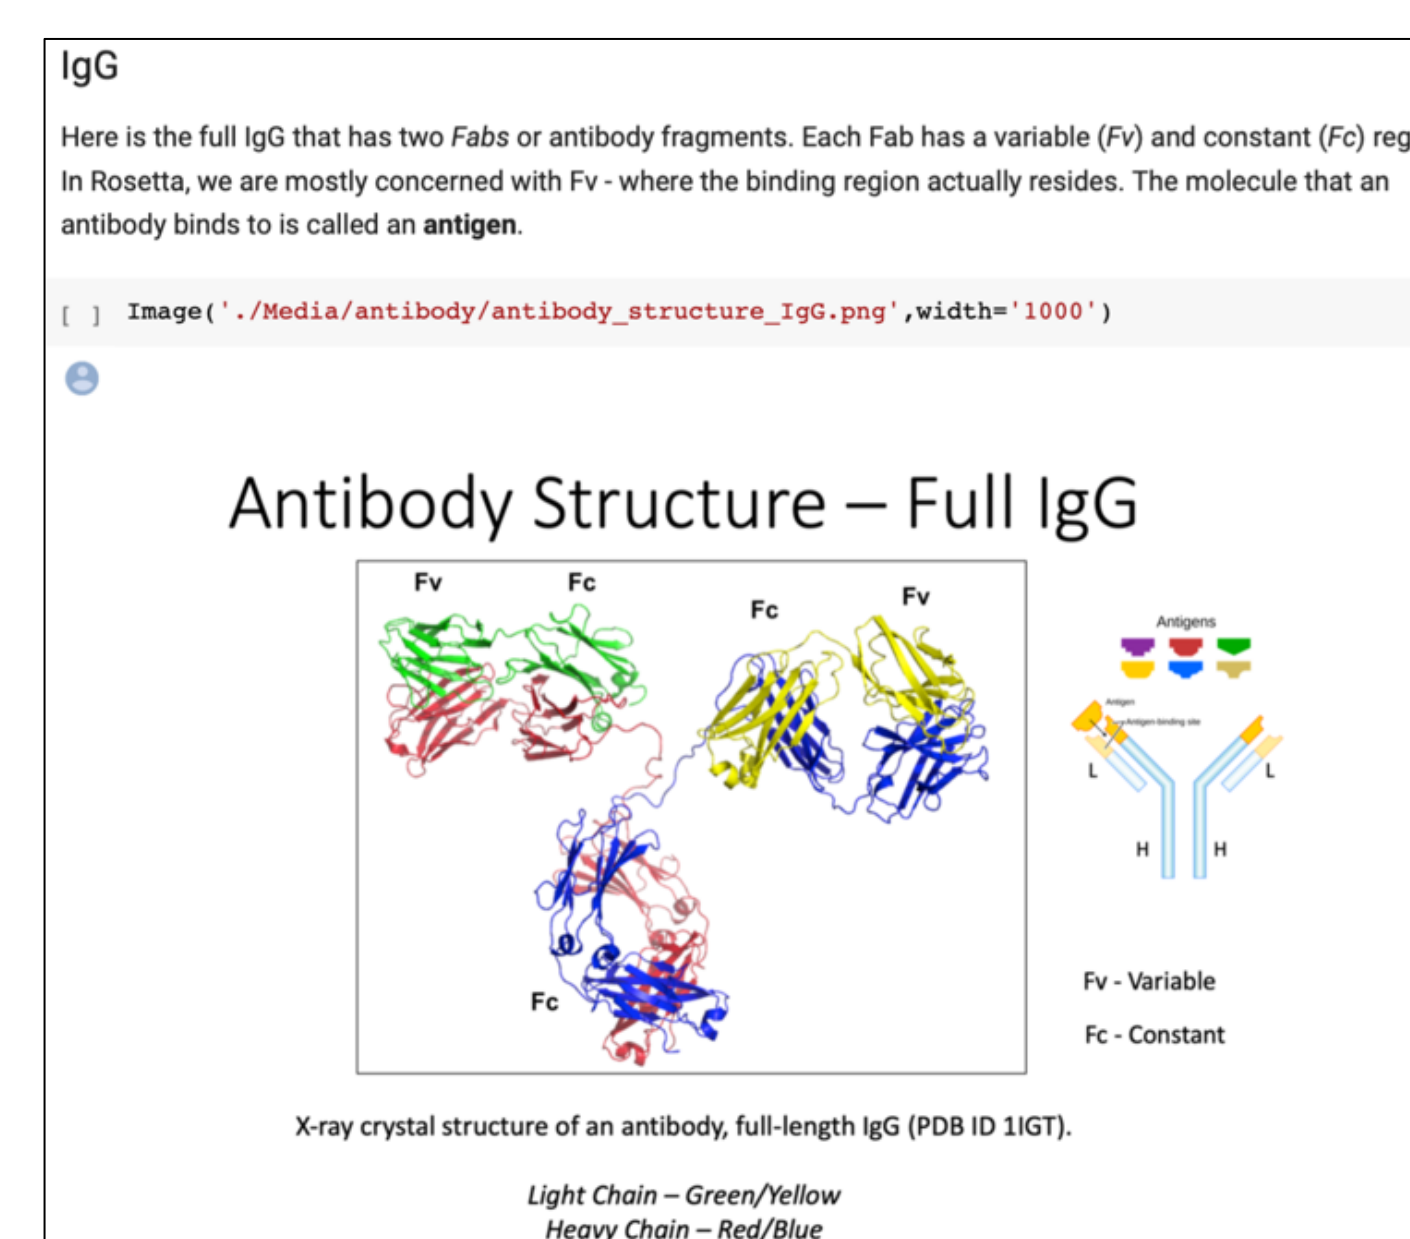 IgG
Here is the full IgG that has two Fabs or antibody fragments. Each Fab has a variable (Fv) and constant (Fc) reg
In Rosetta, we are mostly concerned with Fv - where the binding region actually resides. The molecule that an
antibody binds to is called an antigen.
[ ] Image('./Media/antibody/antibody_structure_IgG.png',width='1000')
Antibody Structure – Full IgG
Fv
Fc
Fc
Fv
Fc
Antigens
Antigen
Antigen-binding site
L
L
H
H
Fv - Variable
Fc - Constant
X-ray crystal structure of an antibody, full-length IgG (PDB ID 1IGT).
Light Chain – Green/Yellow
Heavy Chain – Red/Blue